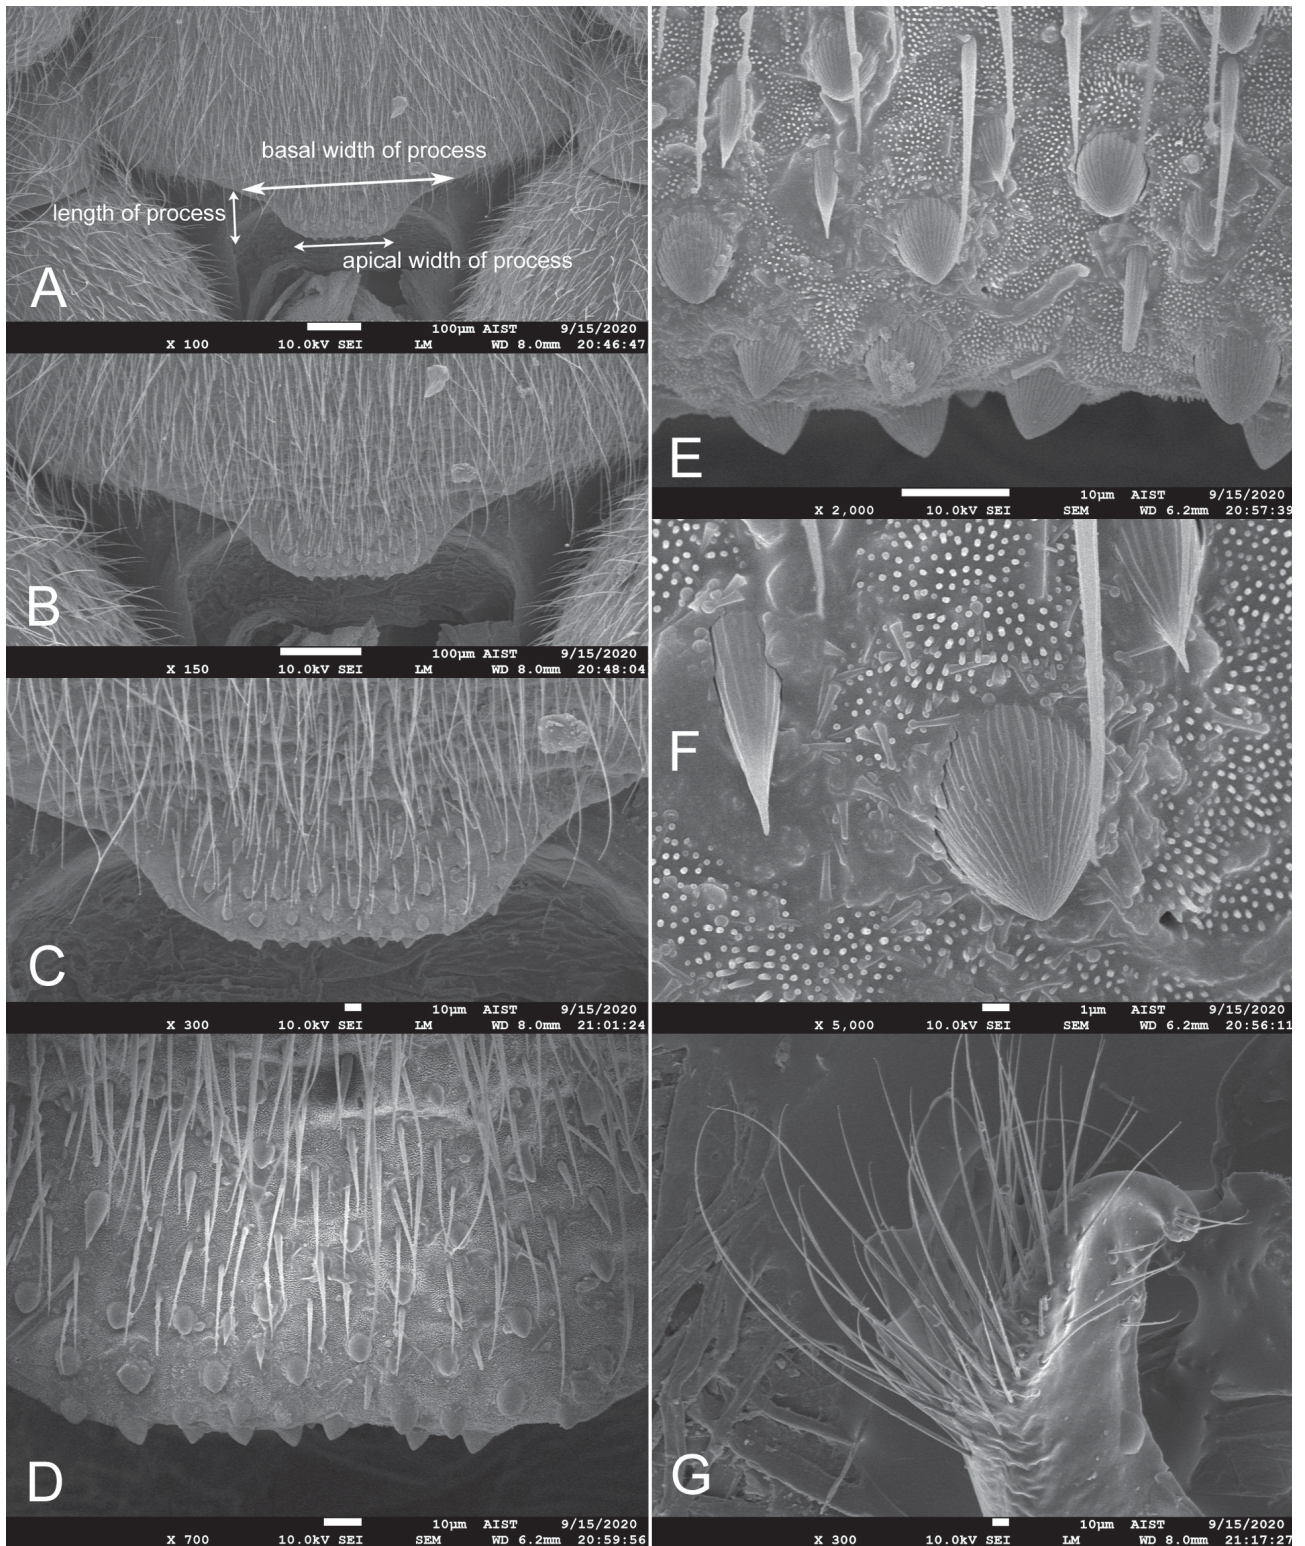 basal width of process
length of process
apical width of process
A
100µm AIST 9/15/2020
X 100 10.0kV SEI LM WD 8.0mm 20:46:47
B
100µm AIST 9/15/2020
X 150 10.0kV SEI LM WD 8.0mm 20:48:04
C
10µm AIST 9/15/2020
X 300 10.0kV SEI LM WD 8.0mm 21:01:24
D
10µm AIST 9/15/2020
X 700 10.0kV SEI SEM WD 6.2mm 20:59:56
E
10µm AIST 9/15/2020
X 2,000 10.0kV SEI SEM WD 6.2mm 20:57:39
F
1µm AIST 9/15/2020
X 5,000 10.0kV SEI SEM WD 6.2mm 20:56:11
G
10µm AIST 9/15/2020
X 300 10.0kV SEI LM WD 8.0mm 21:17:27